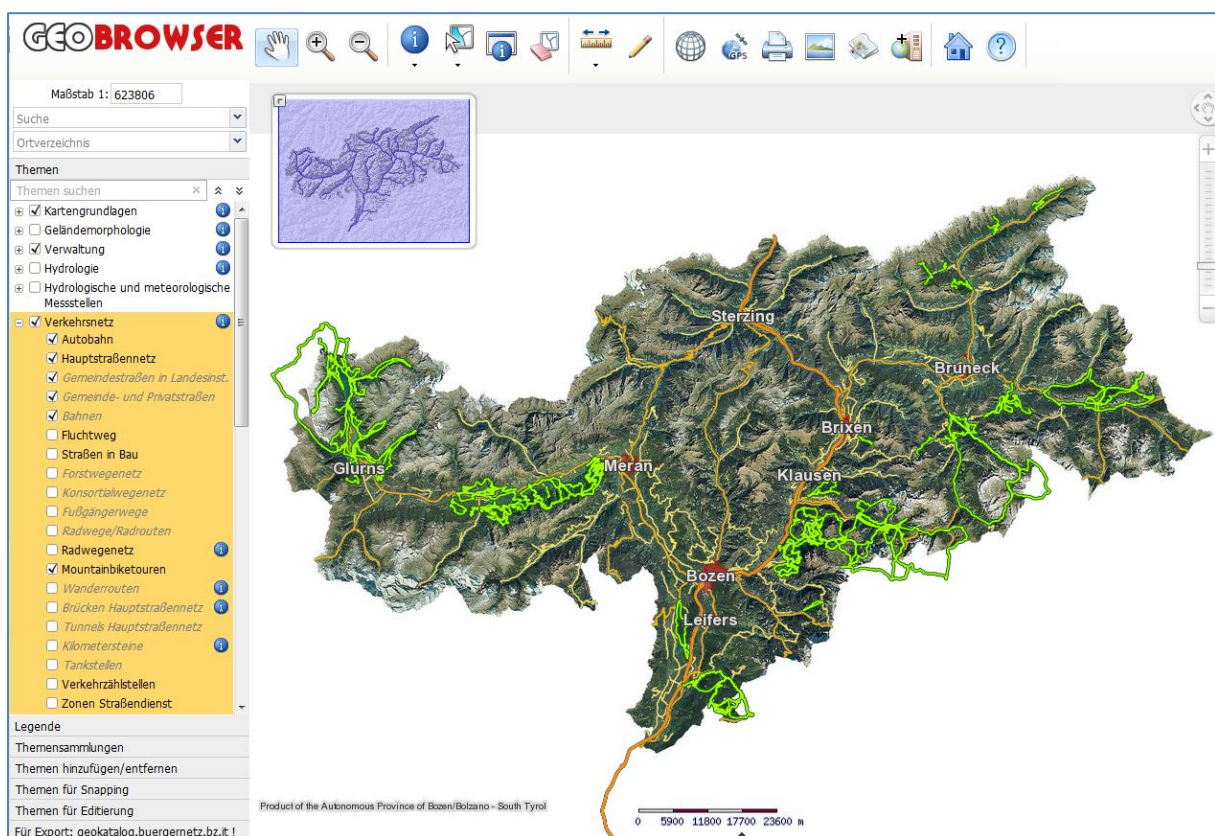 GEOBROWSER
GPS
Maßstab 1: 623806
Suche
Ortverzeichnis
Themen
Themen suchen
Kartengrundlagen
Geländemorphologie
Verwaltung
Hydrologie
Hydrologische und meteorologische
Messstellen
Verkehrsnetz
Autobahn
Hauptstraßennetz
Gemeindestraßen in Landesinst.
Gemeinde- und Privatstraßen
Bahnen
Fluchtweg
Straßen in Bau
Forstwegenetz
Konsortialwegenetz
Fußgängerwege
Radwege/Radrouten
Radwegenetz
Mountainbiketouren
Wanderrouten
Brücken Hauptstraßennetz
Tunnels Hauptstraßennetz
Kilometersteine
Tankstellen
Verkehrzählstellen
Zonen Straßendienst
Legende
Themensammlungen
Themen hinzufügen/entfernen
Themen für Snapping
Themen für Editierung
Für Export: geokatalog.buergernetz.bz.it !
Sterzing
Bruneck
Brixen
Glurns
Meran
Klausen
Bozen
Leifers
Product of the Autonomous Province of Bozen/Bolzano - South Tyrol
0 5900 11800 17700 23600 m